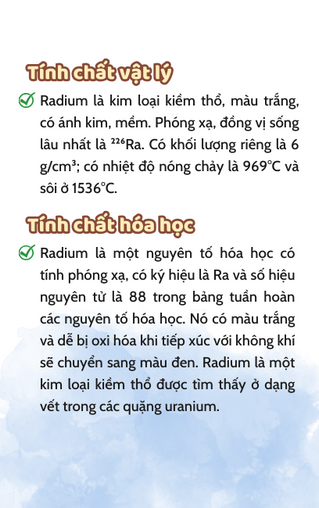 Tính chất vật lý
Radium là kim loại kiềm thổ, màu trắng,
có ánh kim, mềm. Phóng xạ, đồng vị sống
lâu nhất là ²²⁶Ra. Có khối lượng riêng là 6
g/cm³; có nhiệt độ nóng chảy là 969°C và
sôi ở 1536°C.
Tính chất hóa học
Radium là một nguyên tố hóa học có
tính phóng xạ, có ký hiệu là Ra và số hiệu
nguyên tử là 88 trong bảng tuần hoàn
các nguyên tố hóa học. Nó có màu trắng
và dễ bị oxi hóa khi tiếp xúc với không khí
sẽ chuyển sang màu đen. Radium là một
kim loại kiềm thổ được tìm thấy ở dạng
vết trong các quặng uranium.